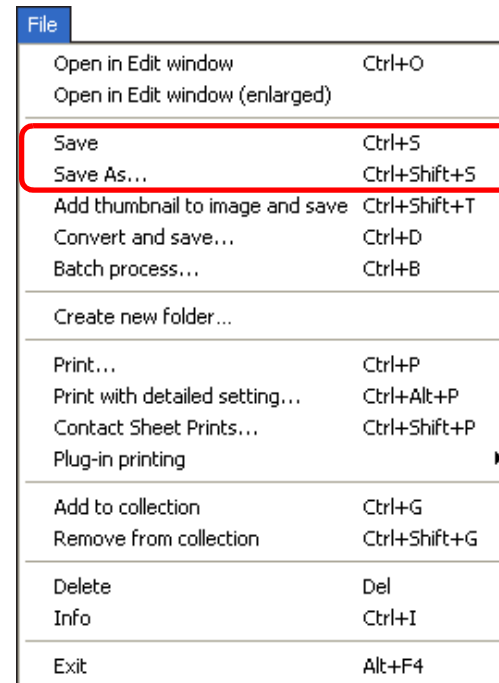 File
Open in Edit window Ctrl+O
Open in Edit window (enlarged)
Save Ctrl+S
Save As... Ctrl+Shift+S
Add thumbnail to image and save Ctrl+Shift+T
Convert and save... Ctrl+D
Batch process... Ctrl+B
Create new folder...
Print... Ctrl+P
Print with detailed setting... Ctrl+Alt+P
Contact Sheet Prints... Ctrl+Shift+P
Plug-in printing
Add to collection Ctrl+G
Remove from collection Ctrl+Shift+G
Delete Del
Info Ctrl+I
Exit Alt+F4